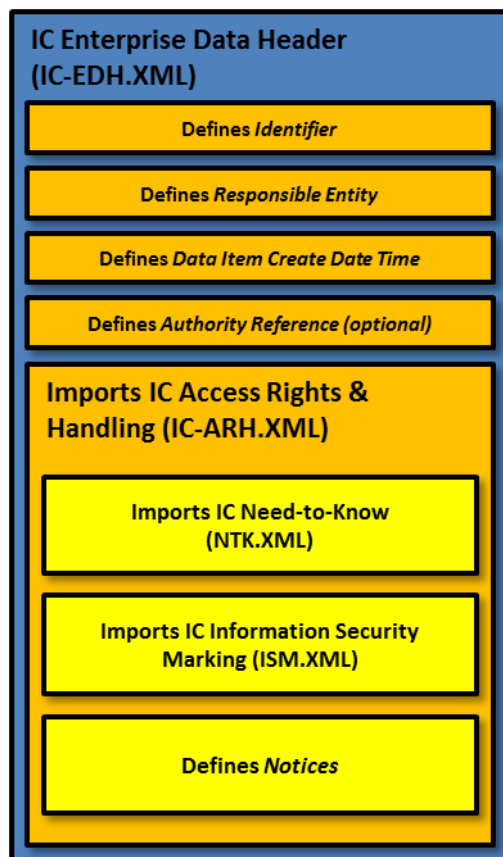 IC Enterprise Data Header
(IC-EDH.XML)
Defines Identifier
Defines Responsible Entity
Defines Data Item Create Date Time
Defines Authority Reference (optional)
Imports IC Access Rights &
Handling (IC-ARH.XML)
Imports IC Need-to-Know
(NTK.XML)
Imports IC Information Security
Marking (ISM.XML)
Defines Notices